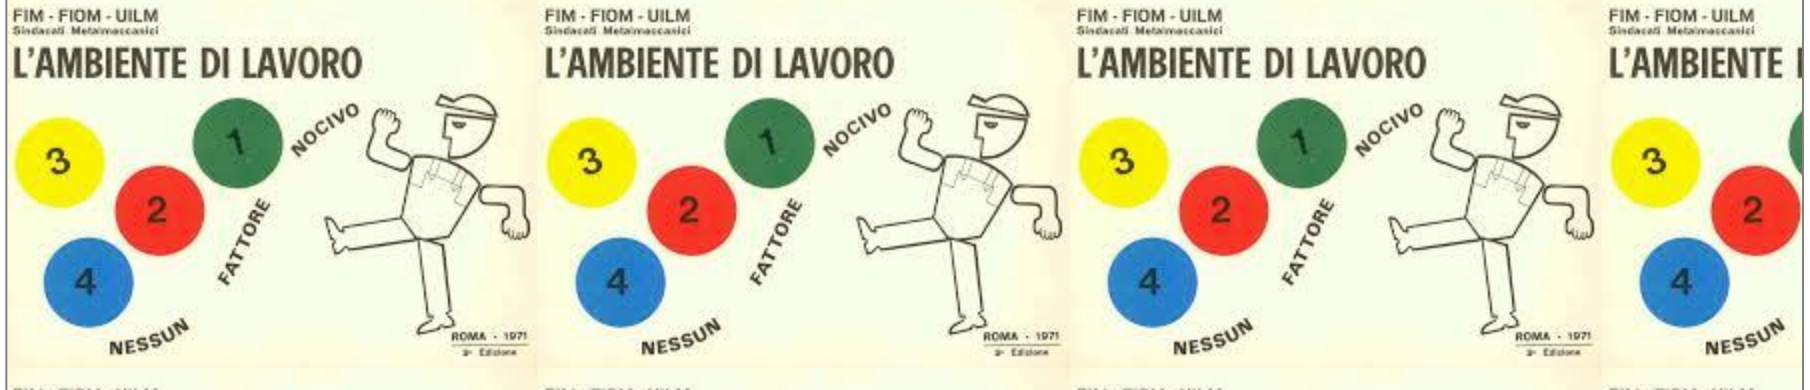 FIM - FIOM - UILM
Sindacati Metalmeccanici
L'AMBIENTE DI LAVORO
3
1
2
4
NOCIVO
FATTORE
NESSUN
ROMA - 1971
2ª Edizione
FIM - FIOM - UILM
Sindacati Metalmeccanici
L'AMBIENTE DI LAVORO
3
1
2
4
NOCIVO
FATTORE
NESSUN
ROMA - 1971
2ª Edizione
FIM - FIOM - UILM
Sindacati Metalmeccanici
L'AMBIENTE DI LAVORO
3
1
2
4
NOCIVO
FATTORE
NESSUN
ROMA - 1971
2ª Edizione
FIM - FIOM - UILM
Sindacati Metalmeccanici
L'AMBIENTE
3
2
4
NESSUN